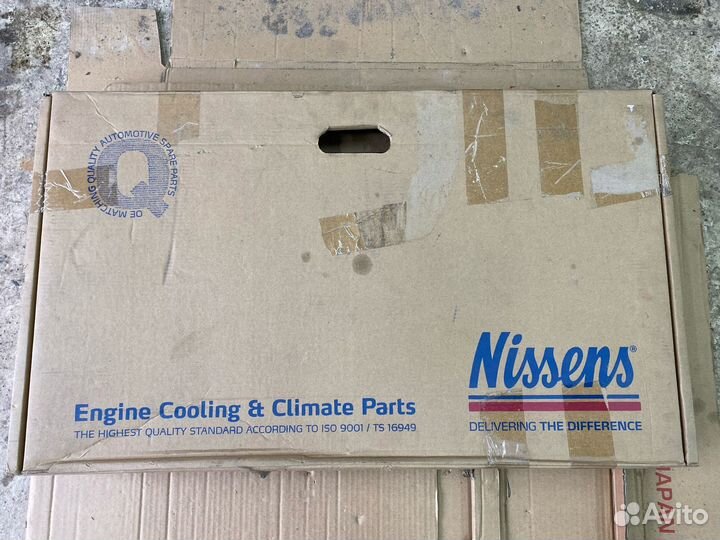 OE MATCHING QUALITY AUTOMOTIVE SPARE-PARTS
Q
Nissens®
Engine Cooling & Climate Parts
THE HIGHEST QUALITY STANDARD ACCORDING TO ISO 9001 / TS 16949
DELIVERING THE DIFFERENCE
JAPAN
Avito